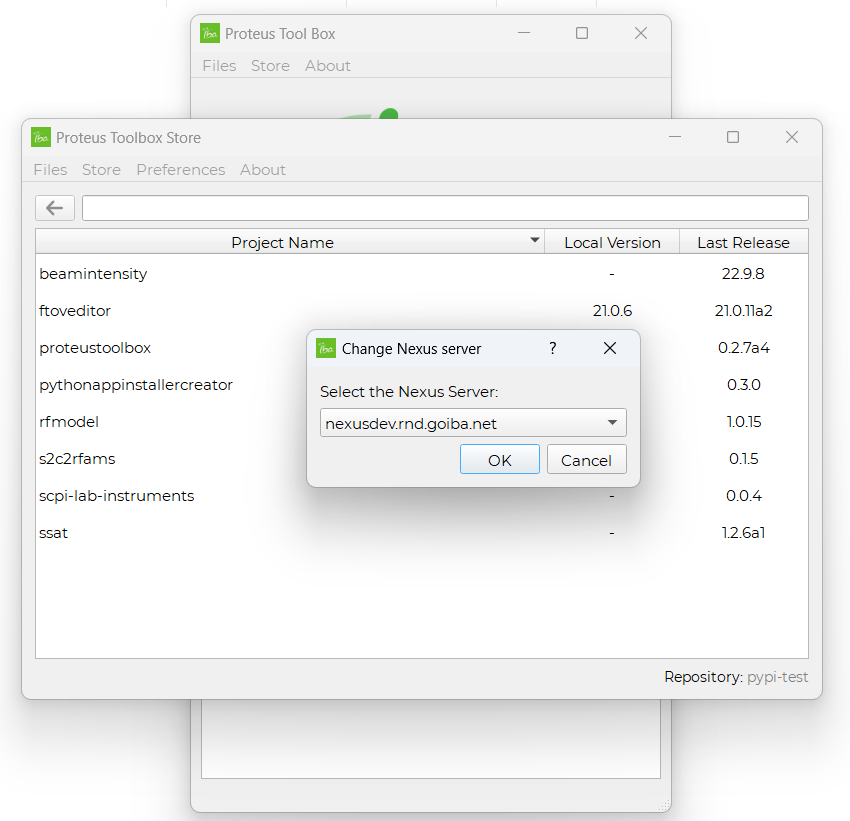 Proteus Tool Box
Files Store About
Proteus Toolbox Store
Files Store Preferences About
Project Name Local Version Last Release
beamintensity - 22.9.8
ftoveditor 21.0.6 21.0.11a2
proteustoolbox 0.2.7a4
pythonappinstallercreator 0.3.0
rfmodel 1.0.15
s2c2rfams 0.1.5
scpi-lab-instruments - 0.0.4
ssat - 1.2.6a1
Change Nexus server ?
Select the Nexus Server:
nexusdev.rnd.goiba.net
OK Cancel
Repository: pypi-test